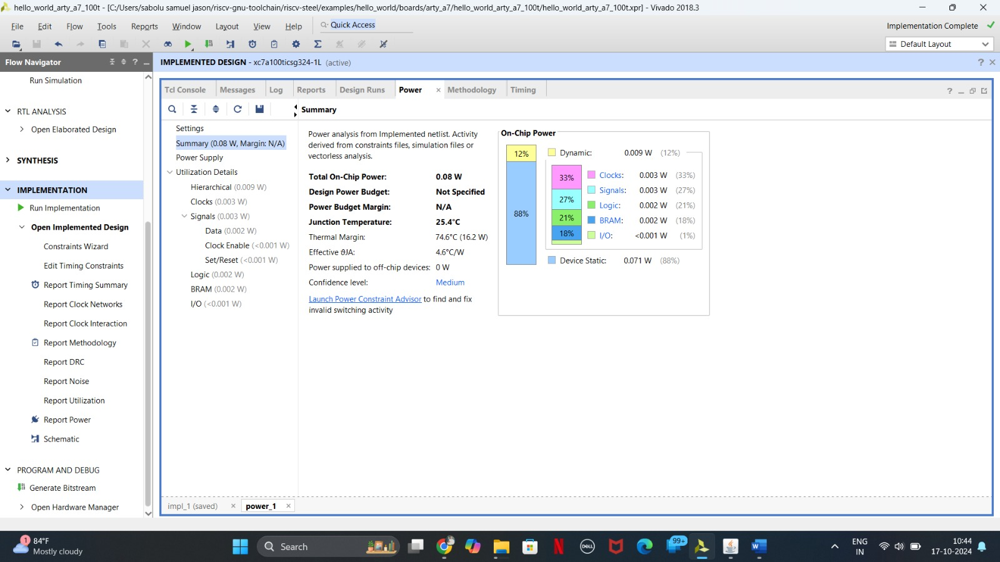 hello_world_arty_a7_100t - [C:/Users/sabolu samuel jason/riscv-gnu-toolchain/riscv-steel/examples/hello_world/boards/arty_a7/hello_world_arty_a7_100t/hello_world_arty_a7_100t.xpr] - Vivado 2018.3
File Edit Flow Tools Reports Window Layout View Help Quick Access
Implementation Complete
Default Layout
Flow Navigator
IMPLEMENTED DESIGN - xc7a100ticsg324-1L (active)
Run Simulation
RTL ANALYSIS
Open Elaborated Design
SYNTHESIS
IMPLEMENTATION
Run Implementation
Open Implemented Design
Constraints Wizard
Edit Timing Constraints
Report Timing Summary
Report Clock Networks
Report Clock Interaction
Report Methodology
Report DRC
Report Noise
Report Utilization
Report Power
Schematic
PROGRAM AND DEBUG
Generate Bitstream
Open Hardware Manager
Tcl Console Messages Log Reports Design Runs Power Methodology Timing
Summary
Settings
Summary (0.08 W, Margin: N/A)
Power Supply
Utilization Details
Hierarchical (0.009 W)
Clocks (0.003 W)
Signals (0.003 W)
Data (0.002 W)
Clock Enable (<0.001 W)
Set/Reset (<0.001 W)
Logic (0.002 W)
BRAM (0.002 W)
I/O (<0.001 W)
Power analysis from Implemented netlist. Activity
derived from constraints files, simulation files or
vectorless analysis.
Total On-Chip Power: 0.08 W
Design Power Budget: Not Specified
Power Budget Margin: N/A
Junction Temperature: 25.4°C
Thermal Margin: 74.6°C (16.2 W)
Effective ϑJA: 4.6°C/W
Power supplied to off-chip devices: 0 W
Confidence level: Medium
Launch Power Constraint Advisor to find and fix
invalid switching activity
On-Chip Power
12%
88%
Dynamic: 0.009 W (12%)
33%
27%
21%
18%
Clocks: 0.003 W (33%)
Signals: 0.003 W (27%)
Logic: 0.002 W (21%)
BRAM: 0.002 W (18%)
I/O: <0.001 W (1%)
Device Static: 0.071 W (88%)
impl_1 (saved) power_1
1
84°F
Mostly cloudy
Search
DELL
99+
W
ENG
IN
10:44
17-10-2024